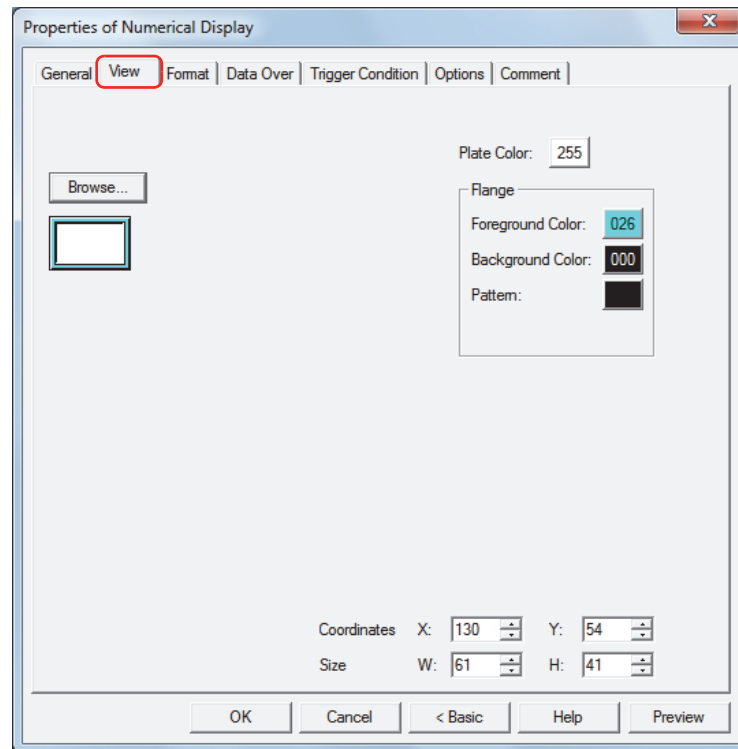 Properties of Numerical Display
X
General View Format Data Over Trigger Condition Options Comment
Plate Color: 255
Browse...
Flange
Foreground Color: 026
Background Color: 000
Pattern:
Coordinates X: 130 Y: 54
Size W: 61 H: 41
OK Cancel < Basic Help Preview